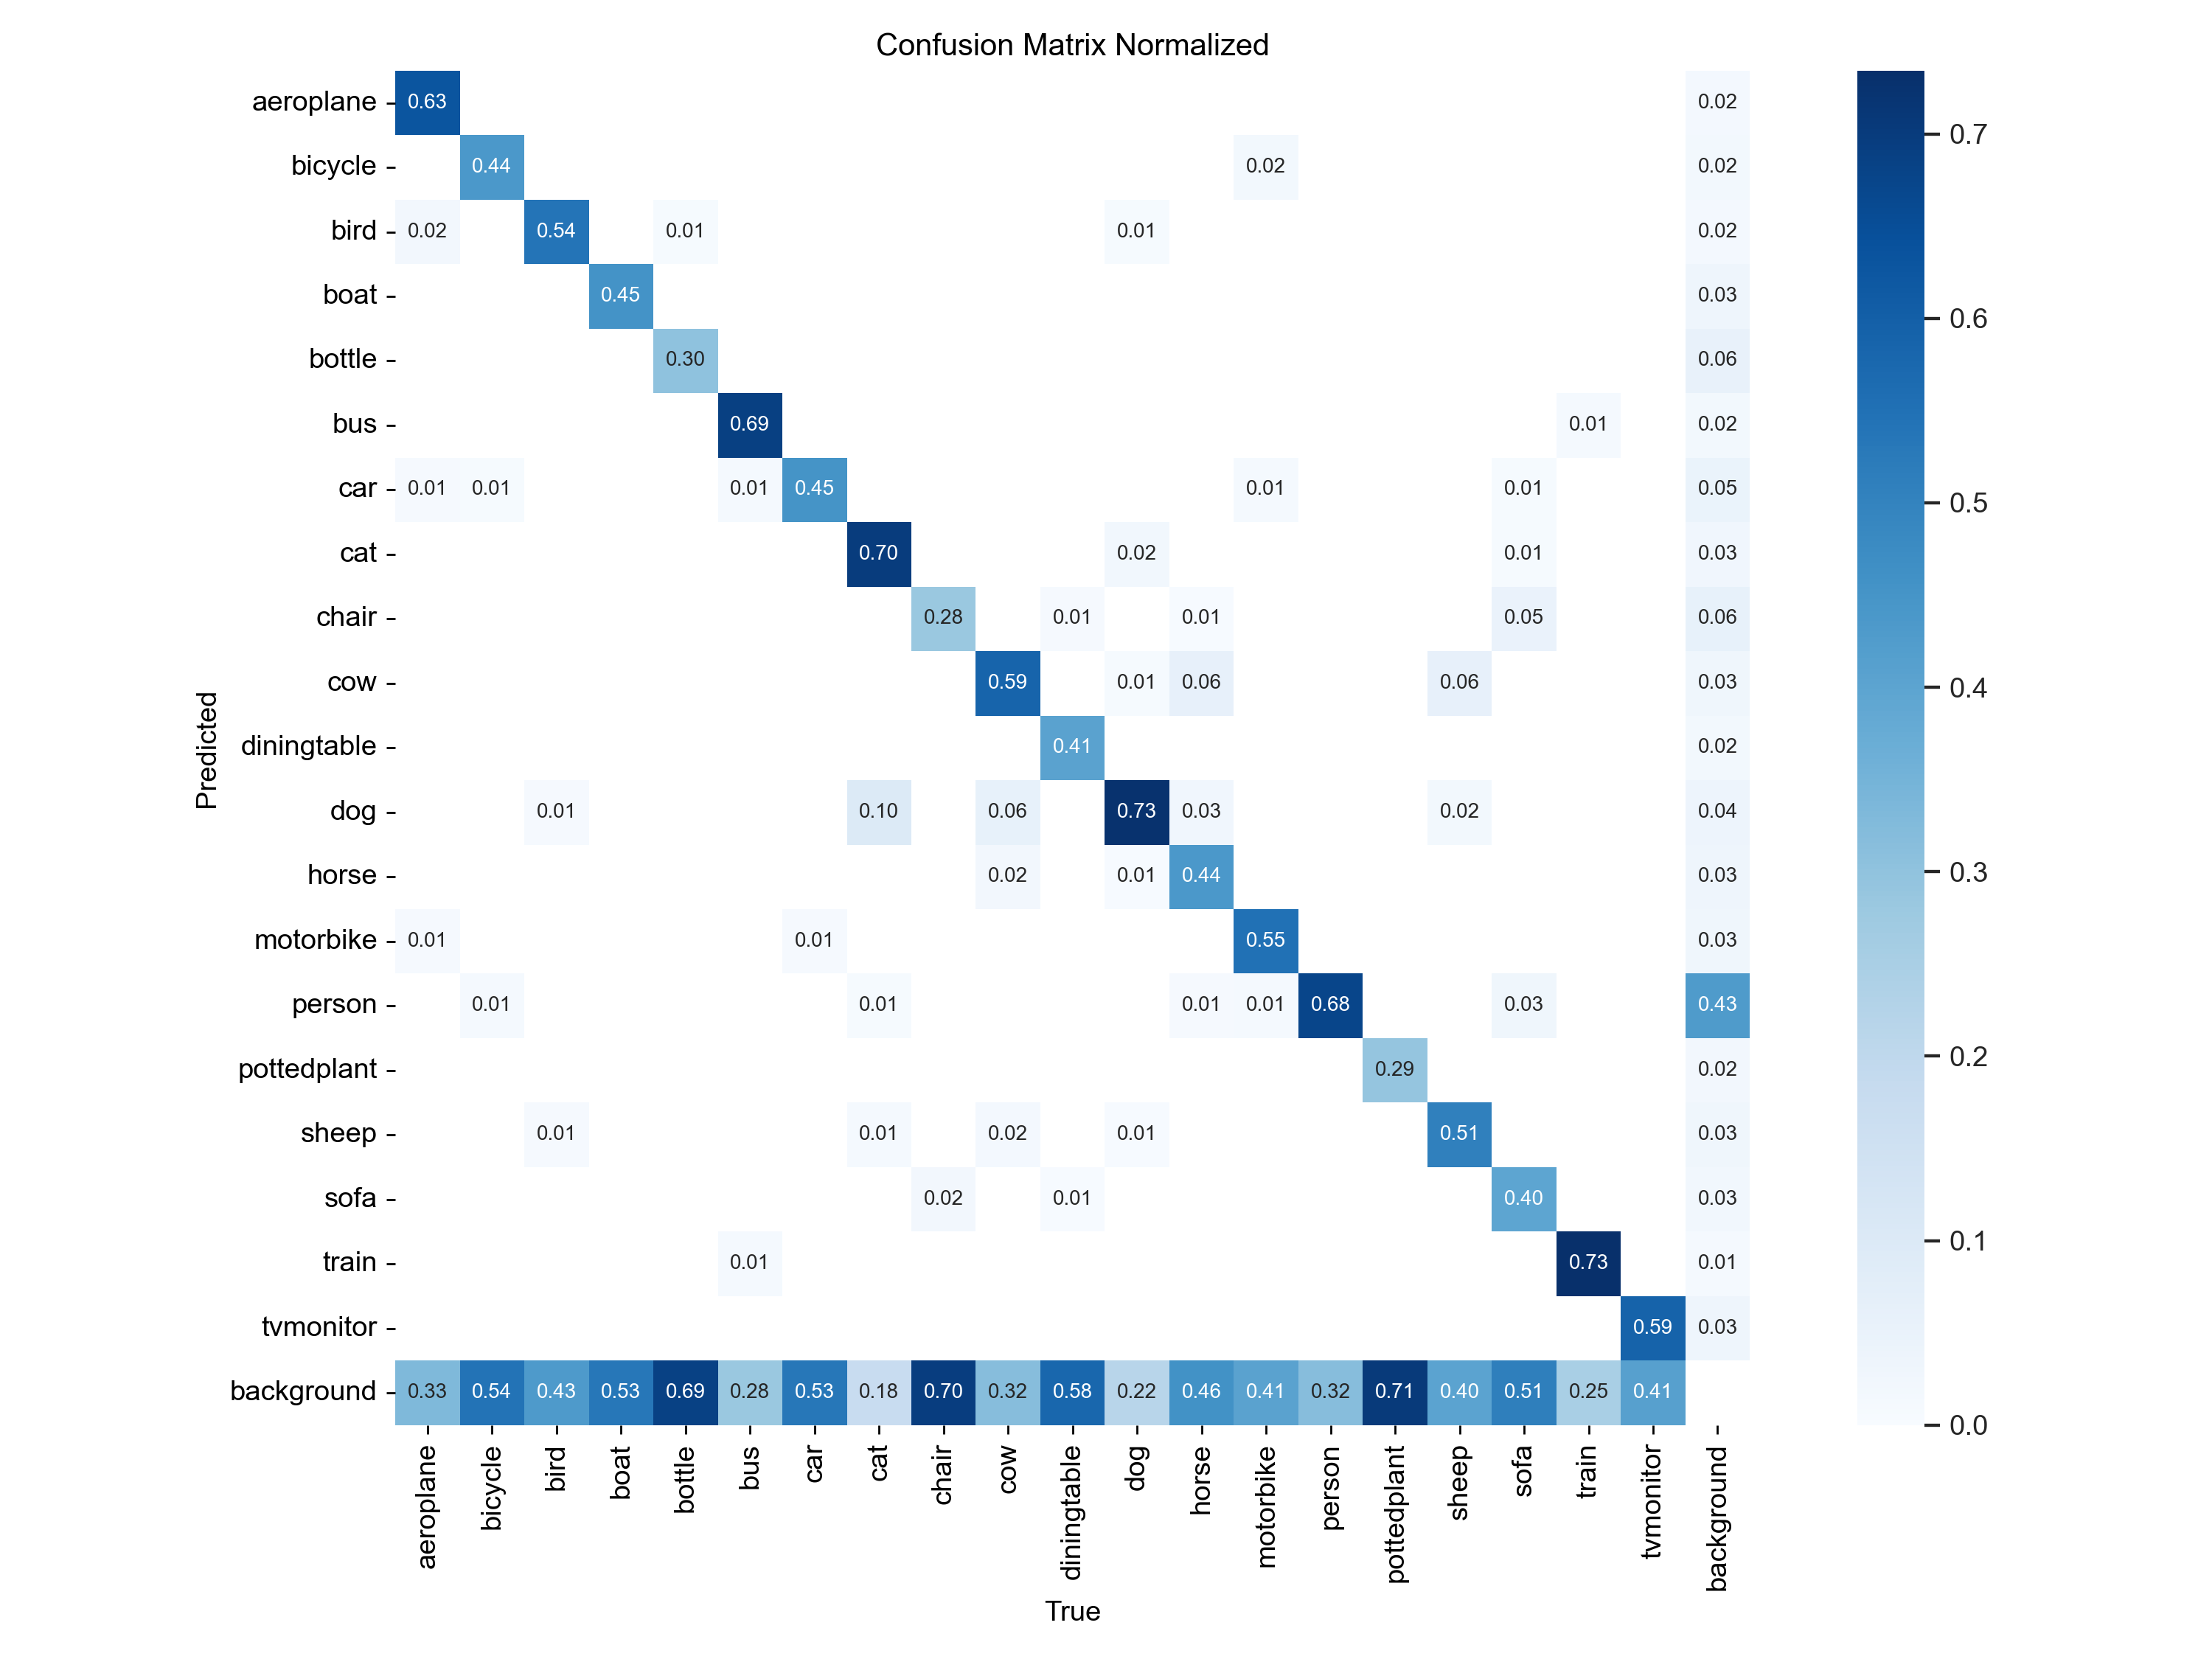 Confusion Matrix Normalized
aeroplane 0.63 0.02
bicycle 0.44 0.02 0.02
bird 0.02 0.54 0.01 0.01 0.02
boat 0.45 0.03
bottle 0.30 0.06
bus 0.69 0.01 0.02
car 0.01 0.01 0.01 0.45 0.01 0.01 0.05
cat 0.70 0.02 0.01 0.03
chair 0.28 0.01 0.01 0.05 0.06
cow 0.59 0.01 0.06 0.06 0.03
diningtable 0.41 0.02
dog 0.01 0.10 0.06 0.73 0.03 0.02 0.04
horse 0.02 0.01 0.44 0.03
motorbike 0.01 0.01 0.55 0.03
person 0.01 0.01 0.01 0.01 0.68 0.03 0.43
pottedplant 0.29 0.02
sheep 0.01 0.01 0.02 0.01 0.51 0.03
sofa 0.02 0.01 0.40 0.03
train 0.01 0.73 0.01
tvmonitor 0.59 0.03
background 0.33 0.54 0.43 0.53 0.69 0.28 0.53 0.18 0.70 0.32 0.58 0.22 0.46 0.41 0.32 0.71 0.40 0.51 0.25 0.41
aeroplane bicycle bird boat bottle bus car cat chair cow diningtable dog horse motorbike person pottedplant sheep sofa train tvmonitor background
True
Predicted
0.7
0.6
0.5
0.4
0.3
0.2
0.1
0.0